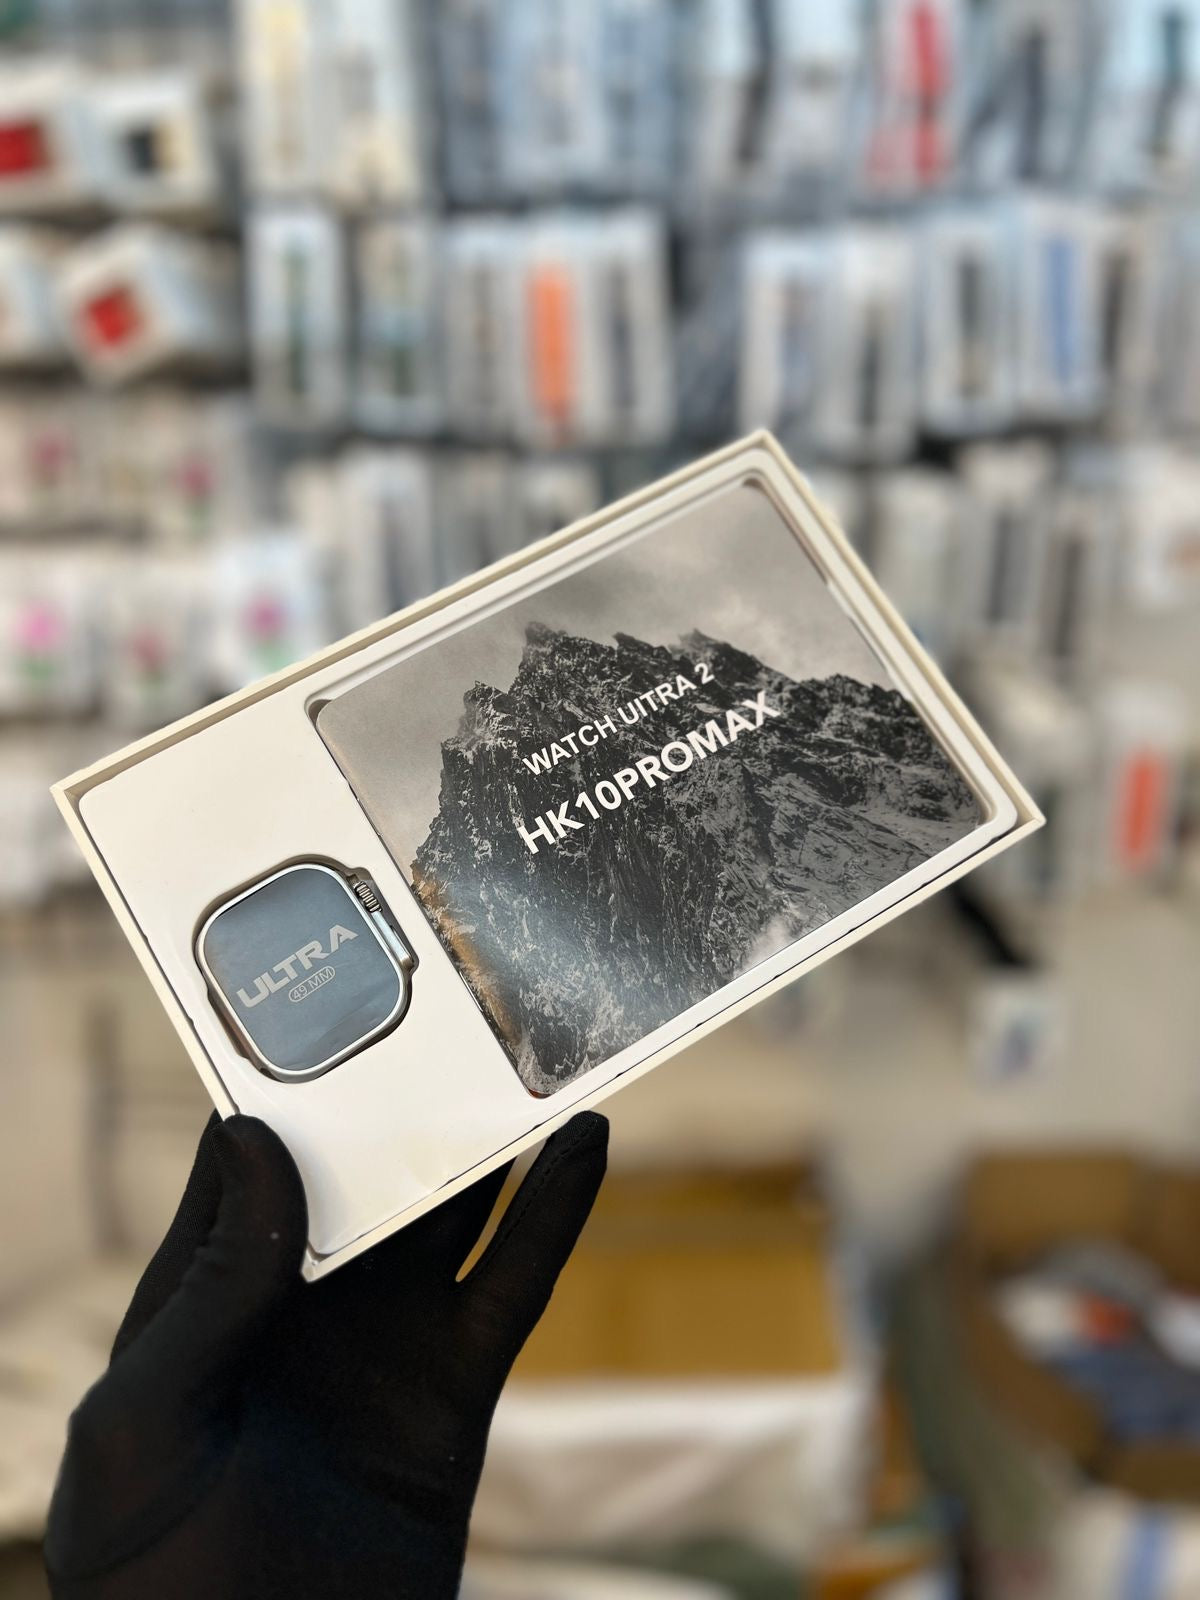 WATCH UITRA 2
HK10PROMAX
ULTRA
49 MM